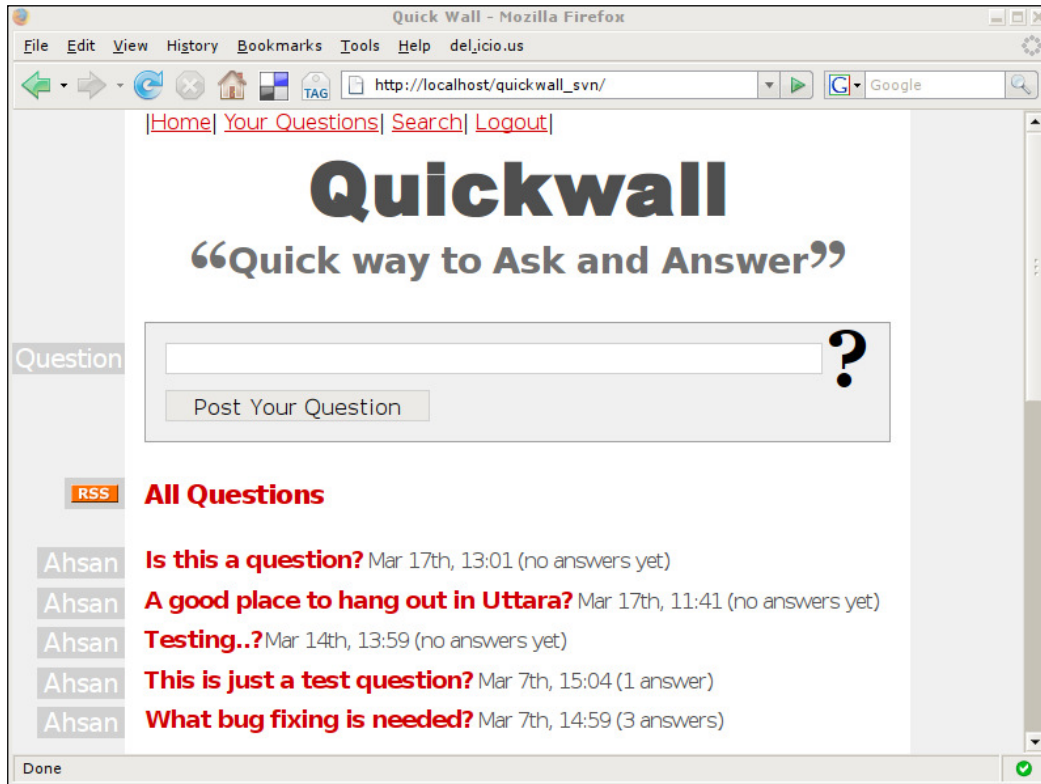 Quick Wall - Mozilla Firefox
File Edit View History Bookmarks Tools Help del.icio.us
TAG http://localhost/quickwall_svn/ G Google
|Home| Your Questions| Search| Logout|
Quickwall
“Quick way to Ask and Answer”
Question ?
Post Your Question
RSS All Questions
Ahsan Is this a question? Mar 17th, 13:01 (no answers yet)
Ahsan A good place to hang out in Uttara? Mar 17th, 11:41 (no answers yet)
Ahsan Testing..? Mar 14th, 13:59 (no answers yet)
Ahsan This is just a test question? Mar 7th, 15:04 (1 answer)
Ahsan What bug fixing is needed? Mar 7th, 14:59 (3 answers)
Done